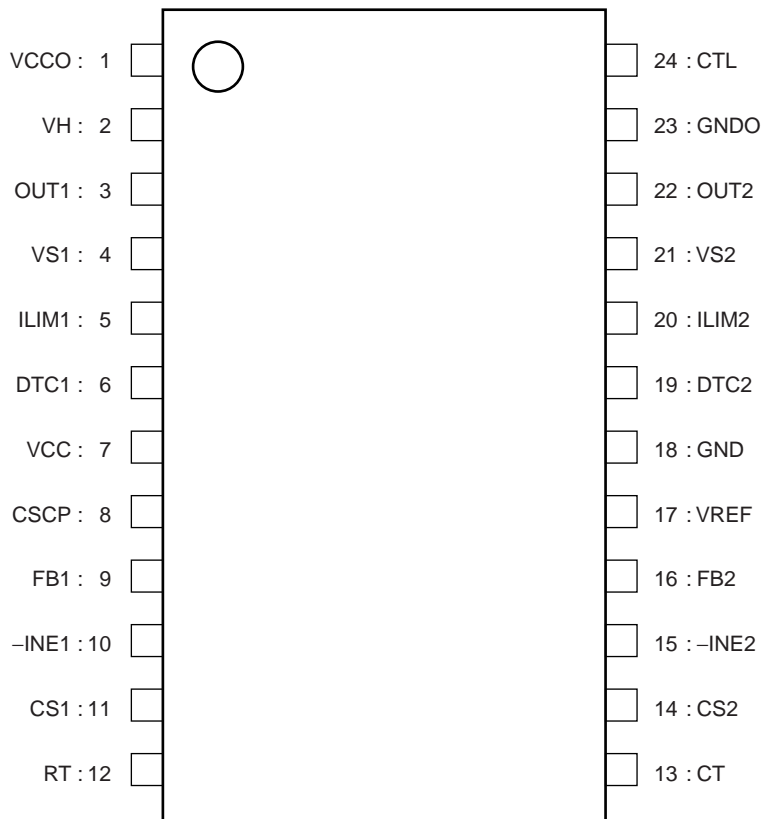 VCCO : 1
VH : 2
OUT1 : 3
VS1 : 4
ILIM1 : 5
DTC1 : 6
VCC : 7
CSCP : 8
FB1 : 9
−INE1 : 10
CS1 : 11
RT : 12
24 : CTL
23 : GNDO
22 : OUT2
21 : VS2
20 : ILIM2
19 : DTC2
18 : GND
17 : VREF
16 : FB2
15 : −INE2
14 : CS2
13 : CT